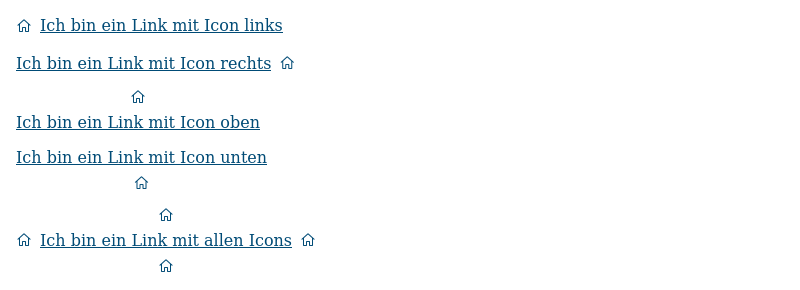 Ich bin ein Link mit Icon links
Ich bin ein Link mit Icon rechts
Ich bin ein Link mit Icon oben
Ich bin ein Link mit Icon unten
Ich bin ein Link mit allen Icons